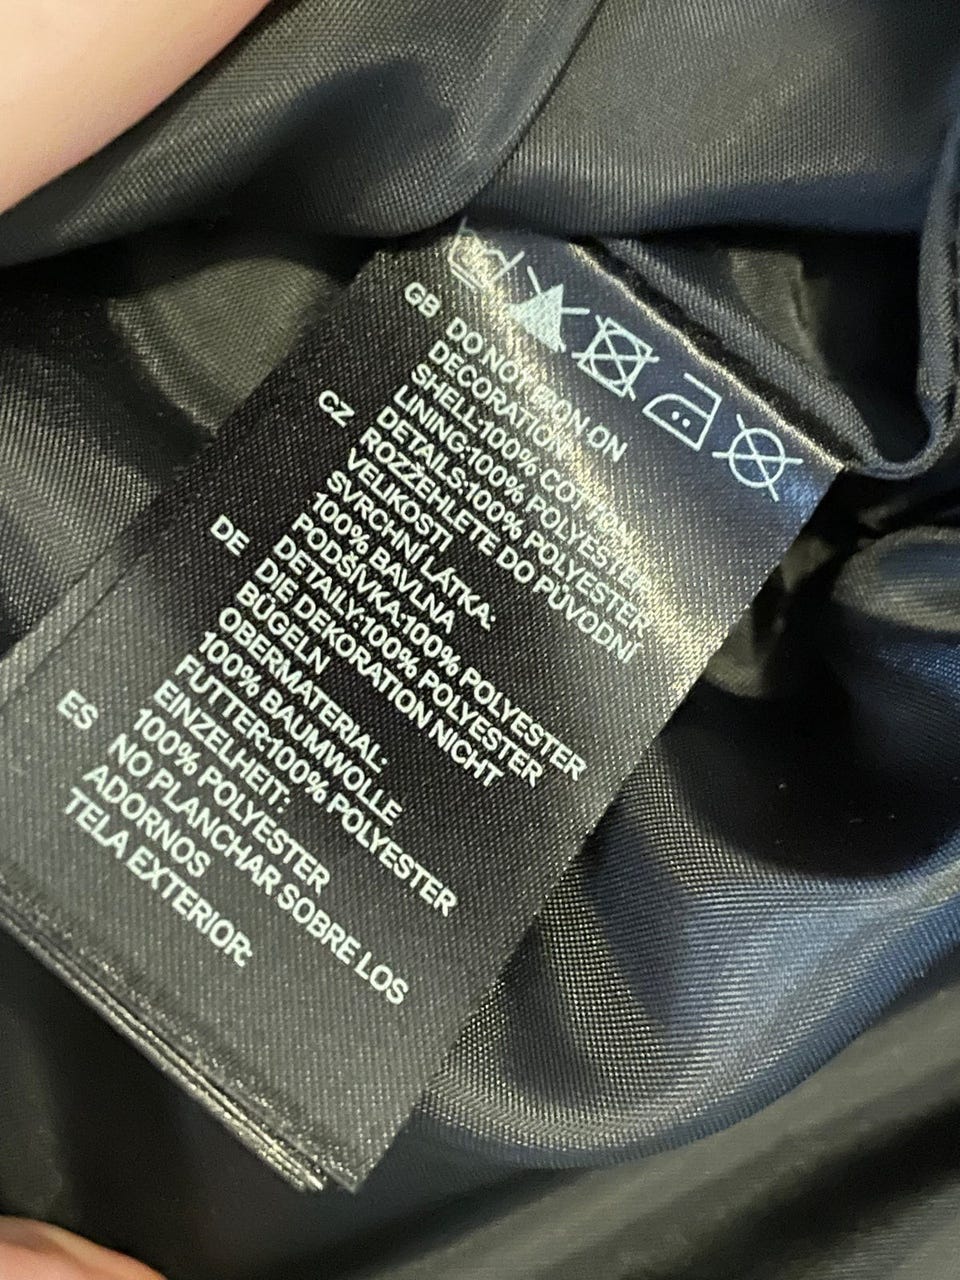 GB DO NOT IRON ON
DECORATION
SHELL:100% COTTON
LINING:100% POLYESTER
DETAILS:100% POLYESTER
CZ ROZŽEHLETE DO PŮVODNÍ
VELIKOSTI
SVRCHNÍ LÁTKA:
100% BAVLNA
PODŠÍVKA:100% POLYESTER
DETAILY:100% POLYESTER
DE DIE DEKORATION NICHT
BÜGELN
OBERMATERIAL:
100% BAUMWOLLE
FUTTER:100% POLYESTER
EINZELHEIT:
100% POLYESTER
ES NO PLANCHAR SOBRE LOS
ADORNOS
TELA EXTERIOR: